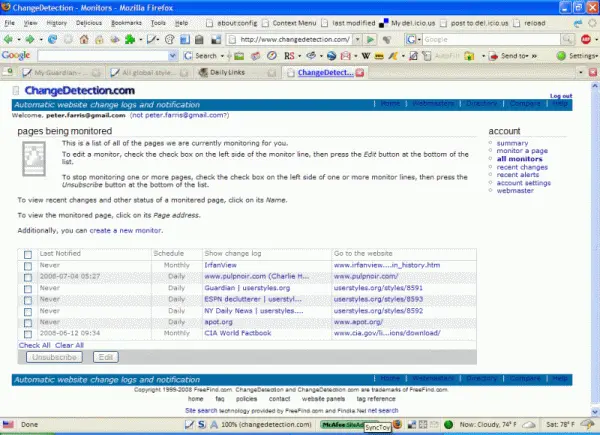 ChangeDetection - Monitors - Mozilla Firefox
File Edit View History Delicious Bookmarks Tools Help about:config Context Menu last modified My del.icio.us post to del.icio.us reload
http://www.changedetection.com/ Google
Google Search Send to Settings
My Guardian - All global style... Daily Links ChangeDetect...
ChangeDetection.com
Log out
Automatic website change logs and notification | Home | Webmasters | Directory | Compare | Help
Welcome, peter.farris@gmail.com (not peter.farris@gmail.com?)
pages being monitored
This is a list of all of the pages we are currently monitoring for you.
To edit a monitor, check the check box on the left side of the monitor line, then press the Edit button at the bottom of the
list.
To stop monitoring one or more pages, check the check box on the left side of one or more monitor lines, then press the
Unsubscribe button at the bottom of the list.
To view recent changes and other status of a monitored page, click on its Name.
To view the monitored page, click on its Page address.
Additionally, you can create a new monitor.
account
summary
monitor a page
all monitors
recent changes
recent alerts
account settings
webmaster
Last Notified Schedule Show change log Go to the website
Never Monthly IrfanView www.irfanview....in_history.htm
2008-07-04 05:27 Daily www.pulpnoir.com (Charlie H... www.pulpnoir.com/
Never Daily Guardian | userstyles.org userstyles.org/styles/8591
Never Daily ESPN declutterer | userstyl... userstyles.org/styles/8593
Never Daily NY Daily News | userstyles.... userstyles.org/styles/8592
Never Daily apot.org www.apot.org/
2008-06-12 09:34 Monthly CIA World Factbook www.cia.gov/li...ions/download/
Check All Clear All
Unsubscribe Edit
Automatic website change logs and notification | Home | Webmasters | Directory | Compare | Help
Copyright 1999-2008 FreeFind.com. ChangeDetection and ChangeDetection.com are trademarks of FreeFind.com
home faq policies contact website panels tag reference
Site search technology provided by FreeFind.com and FindIa.Net net search
Done 100% (changedetection.com) McAfee SiteAd Now: Cloudy, 74° F Sat: 78° F
SyncToy